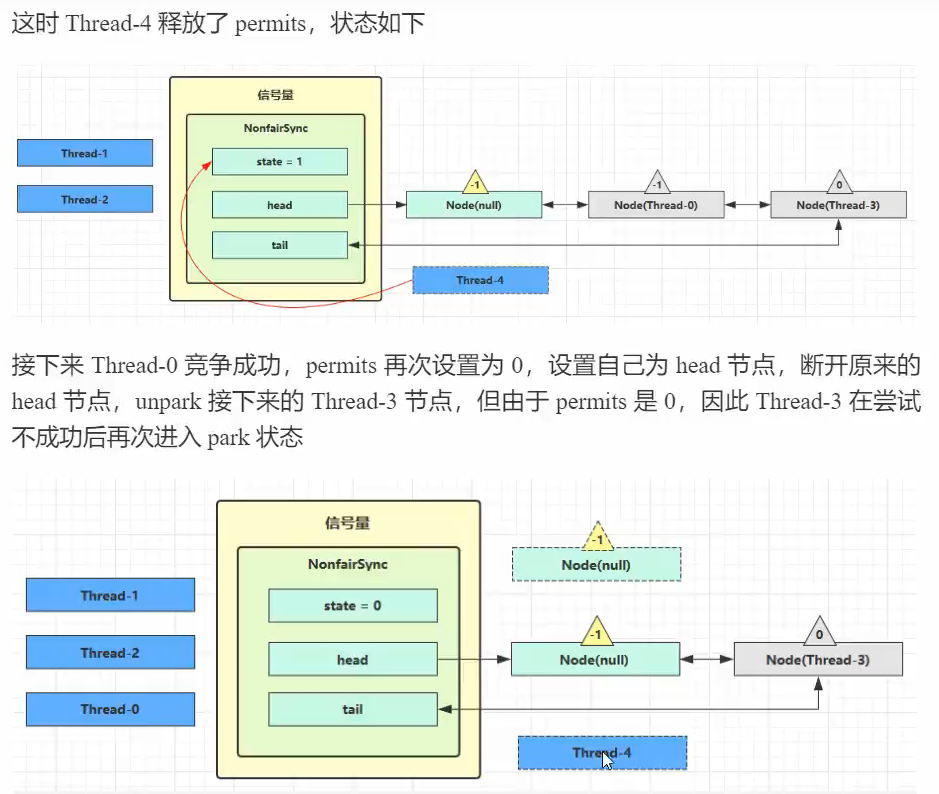 这时 Thread-4 释放了 permits，状态如下
信号量
NonfairSync
Thread-1
state = 1
-1
-1
0
Thread-2
head
Node(null)
Node(Thread-0)
Node(Thread-3)
tail
Thread-4
接下来 Thread-0 竞争成功，permits 再次设置为 0，设置自己为 head 节点，断开原来的
head 节点，unpark 接下来的 Thread-3 节点，但由于 permits 是 0，因此 Thread-3 在尝试
不成功后再次进入 park 状态
信号量
-1
NonfairSync
Node(null)
Thread-1
state = 0
-1
0
Thread-2
head
Node(null)
Node(Thread-3)
Thread-0
tail
Thread-4